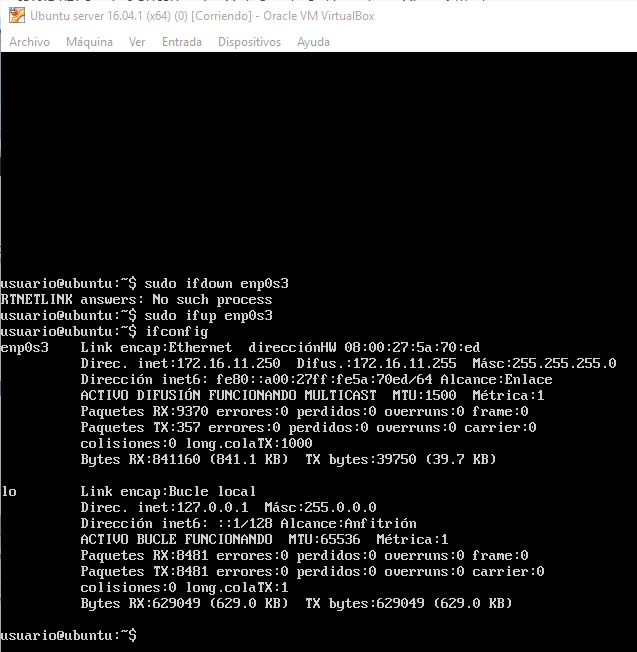 Ubuntu server 16.04.1 (x64) (0) [Corriendo] - Oracle VM VirtualBox
Archivo Máquina Ver Entrada Dispositivos Ayuda
usuario@ubuntu:~$ sudo ifdown enp0s3
RTNETLINK answers: No such process
usuario@ubuntu:~$ sudo ifup enp0s3
usuario@ubuntu:~$ ifconfig
enp0s3    Link encap:Ethernet  direcciónHW 08:00:27:5a:70:ed
          Direc. inet:172.16.11.250  Difus.:172.16.11.255  Másc:255.255.255.0
          Dirección inet6: fe80::a00:27ff:fe5a:70ed/64 Alcance:Enlace
          ACTIVO DIFUSIÓN FUNCIONANDO MULTICAST  MTU:1500  Métrica:1
          Paquetes RX:9370 errores:0 perdidos:0 overruns:0 frame:0
          Paquetes TX:357 errores:0 perdidos:0 overruns:0 carrier:0
          colisiones:0 long.colaTX:1000
          Bytes RX:841160 (841.1 KB)  TX bytes:39750 (39.7 KB)
lo        Link encap:Bucle local
          Direc. inet:127.0.0.1  Másc:255.0.0.0
          Dirección inet6: ::1/128 Alcance:Anfitrión
          ACTIVO BUCLE FUNCIONANDO  MTU:65536  Métrica:1
          Paquetes RX:8481 errores:0 perdidos:0 overruns:0 frame:0
          Paquetes TX:8481 errores:0 perdidos:0 overruns:0 carrier:0
          colisiones:0 long.colaTX:1
          Bytes RX:629049 (629.0 KB)  TX bytes:629049 (629.0 KB)
usuario@ubuntu:~$